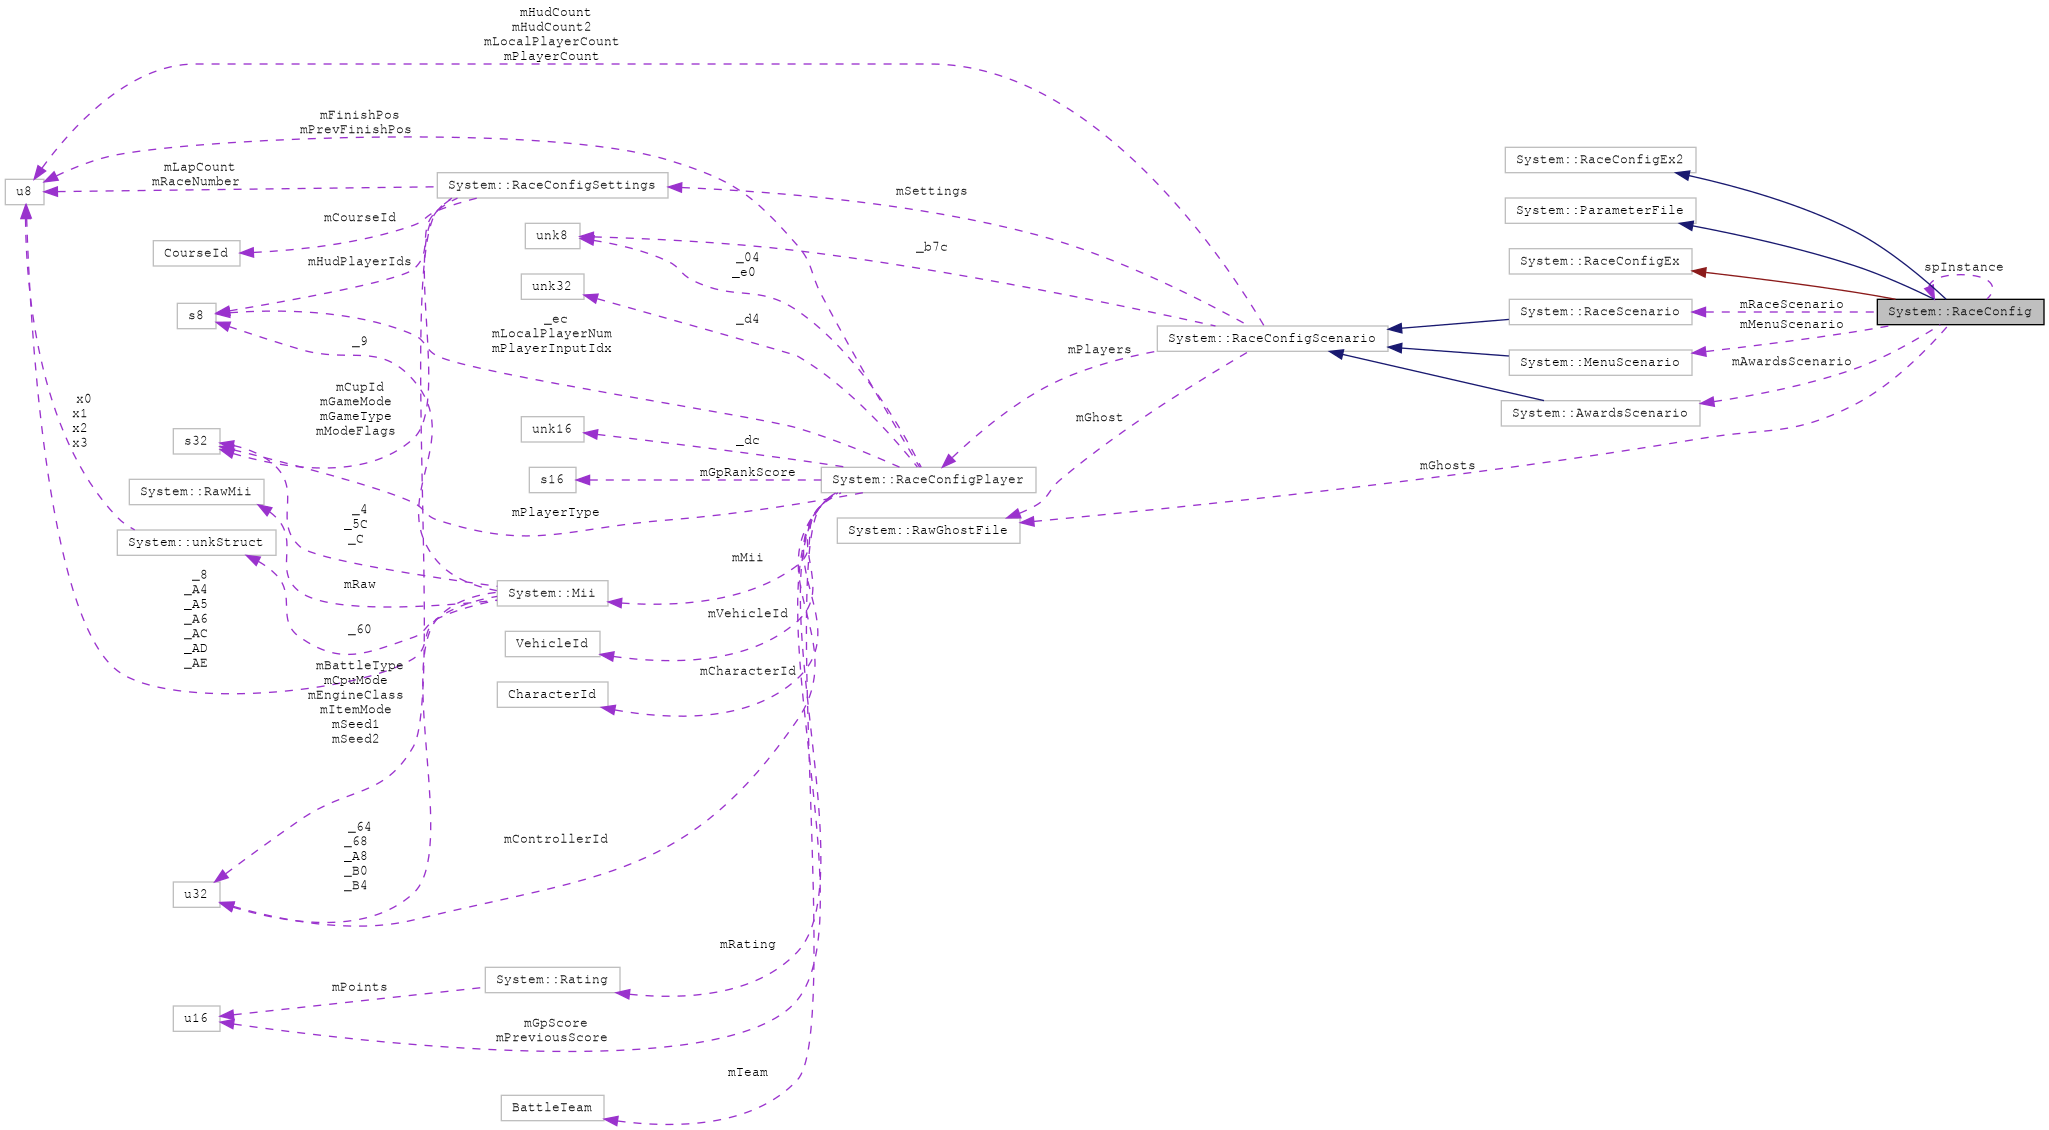 mHudCount
mHudCount2
mLocalPlayerCount
mPlayerCount
mFinishPos
mPrevFinishPos
mLapCount
mRaceNumber
u8
System::RaceConfigSettings
mSettings
System::RaceConfigEx2
System::ParameterFile
mCourseId
CourseId
mHudPlayerIds
unk8
_b7c
_04
_e0
System::RaceConfigEx
spInstance
unk32
s8
_ec
mLocalPlayerNum
mPlayerInputIdx
_d4
System::RaceScenario
mRaceScenario
System::RaceConfig
mMenuScenario
System::RaceConfigScenario
_9
mPlayers
System::MenuScenario
mAwardsScenario
x0
x1
x2
x3
mCupId
mGameMode
mGameType
mModeFlags
System::AwardsScenario
mGhost
s32
unk16
_dc
System::RawMii
s16
mGpRankScore
System::RaceConfigPlayer
mGhosts
_4
_5C
_C
mPlayerType
System::RawGhostFile
System::unkStruct
mMii
_8
_A4
_A5
_A6
_AC
_AD
_AE
mRaw
System::Mii
_60
mVehicleId
VehicleId
mBattleType
mCpuMode
mEngineClass
mItemMode
mSeed1
mSeed2
mCharacterId
CharacterId
_64
_68
_A8
_B0
_B4
mControllerId
u32
mRating
System::Rating
mPoints
u16
mGpScore
mPreviousScore
mTeam
BattleTeam